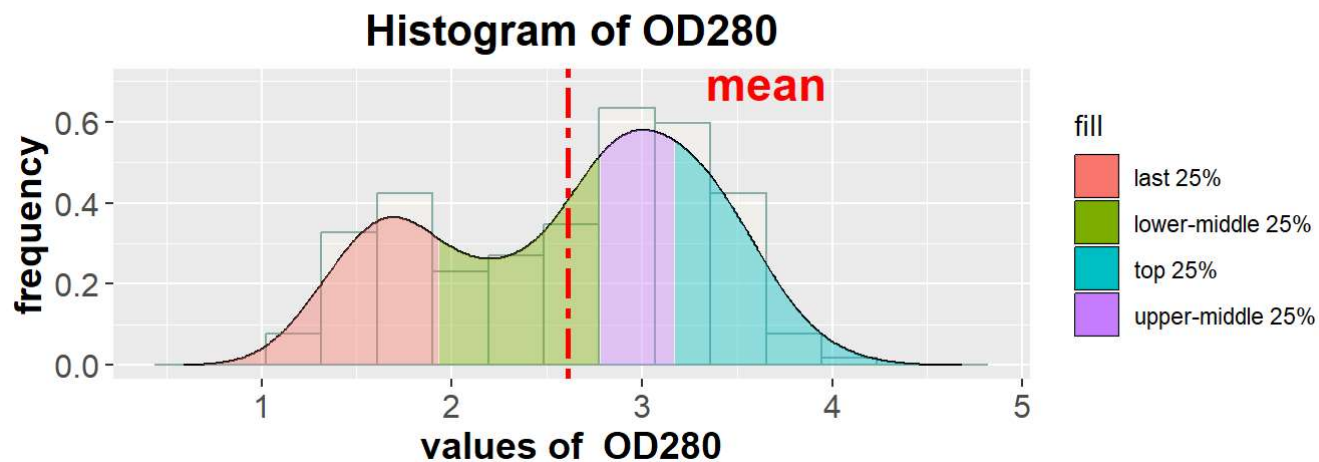 Histogram of OD280
mean
frequency
0.6
0.4
0.2
0.0
1 2 3 4 5
values of  OD280
fill
last 25%
lower-middle 25%
top 25%
upper-middle 25%